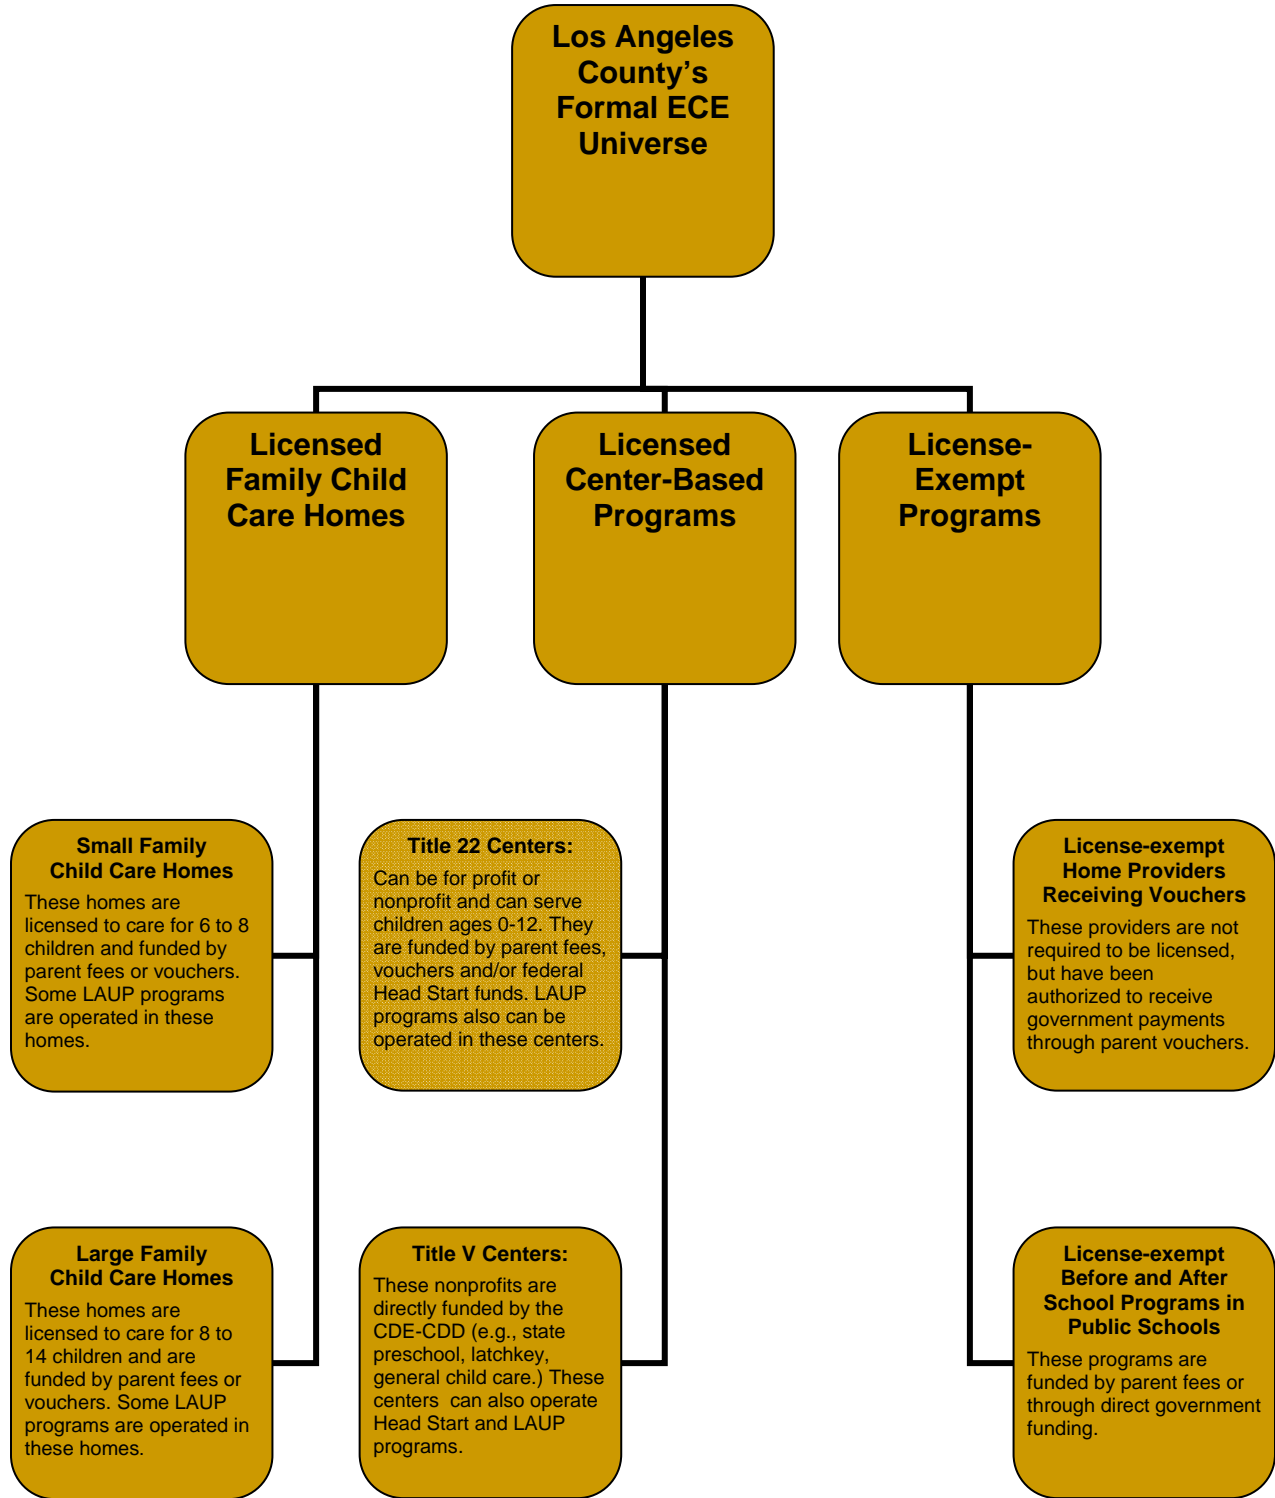 Los Angeles
County’s
Formal ECE
Universe
Licensed
Family Child
Care Homes
Licensed
Center-Based
Programs
License-
Exempt
Programs
Small Family
Child Care Homes
These homes are
licensed to care for 6 to 8
children and funded by
parent fees or vouchers.
Some LAUP programs
are operated in these
homes.
Title 22 Centers:
Can be for profit or
nonprofit and can serve
children ages 0-12. They
are funded by parent fees,
vouchers and/or federal
Head Start funds. LAUP
programs also can be
operated in these centers.
License-exempt
Home Providers
Receiving Vouchers
These providers are not
required to be licensed,
but have been
authorized to receive
government payments
through parent vouchers.
Large Family
Child Care Homes
These homes are
licensed to care for 8 to
14 children and are
funded by parent fees or
vouchers. Some LAUP
programs are operated in
these homes.
Title V Centers:
These nonprofits are
directly funded by the
CDE-CDD (e.g., state
preschool, latchkey,
general child care.) These
centers can also operate
Head Start and LAUP
programs.
License-exempt
Before and After
School Programs in
Public Schools
These programs are
funded by parent fees or
through direct government
funding.